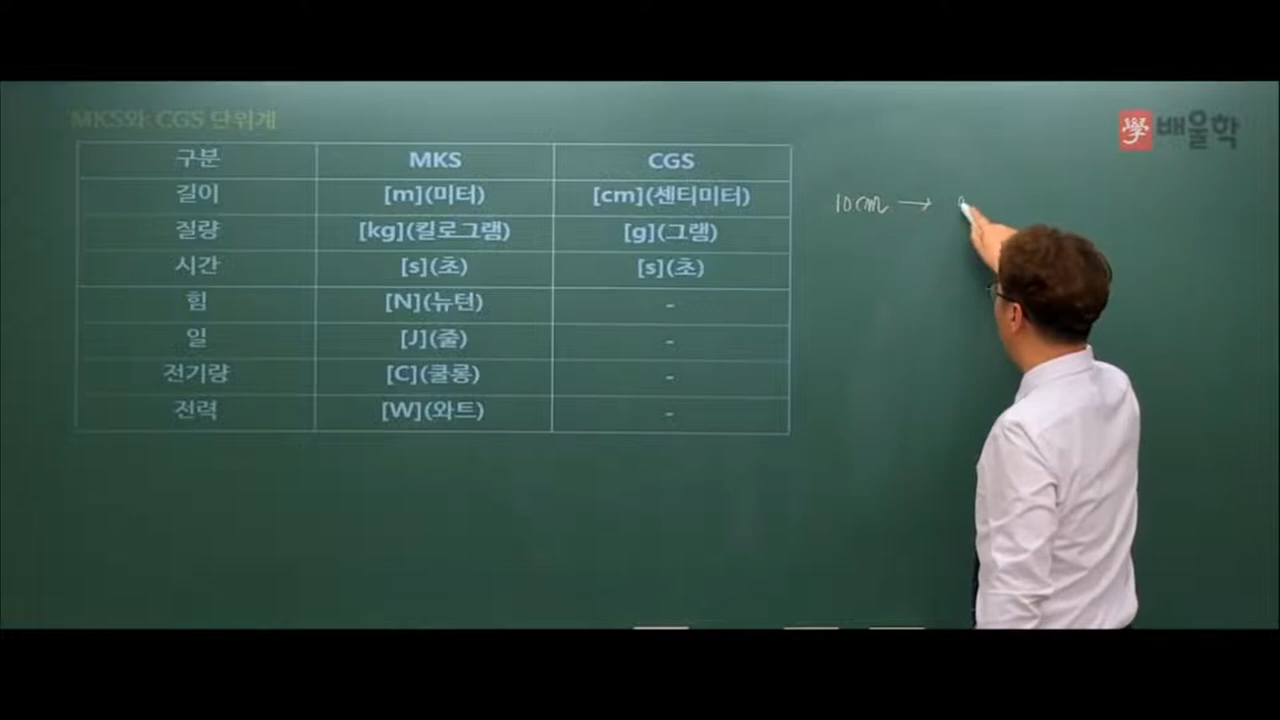 MKS와 CGS 단위계
學 배울학
구분 MKS CGS
길이 [m](미터) [cm](센티미터)
질량 [kg](킬로그램) [g](그램)
시간 [s](초) [s](초)
힘 [N](뉴턴) -
일 [J](줄) -
전기량 [C](쿨롱) -
전력 [W](와트) -
10cm →